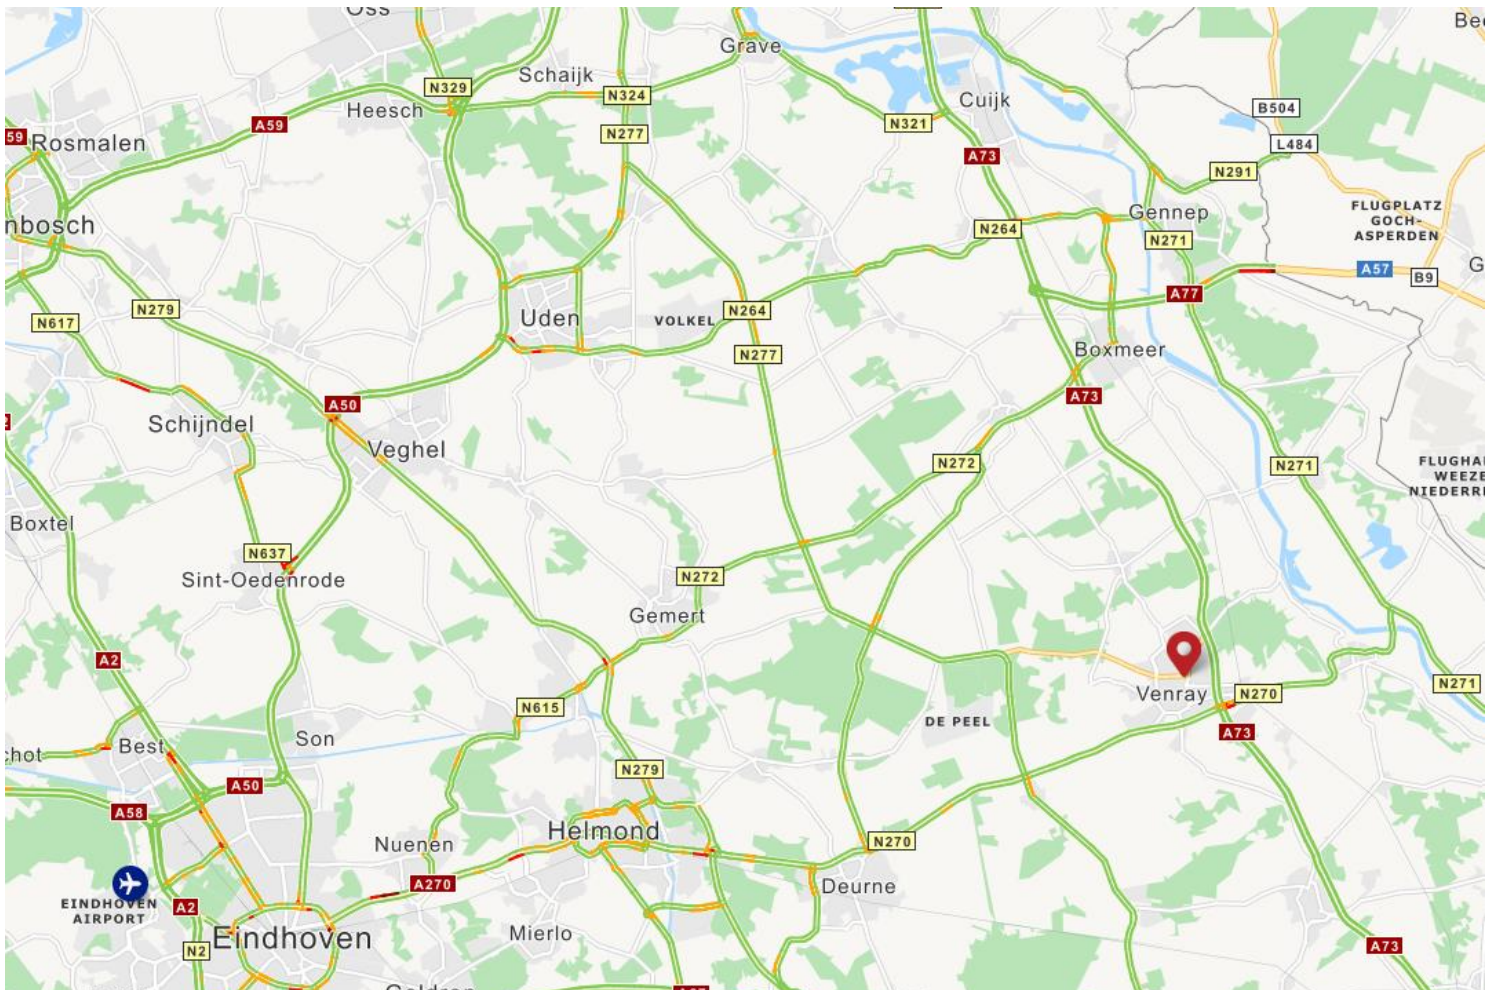 Oss
Grave
Schaijk
Heesch
N329
N324
N277
A59
59
Rosmalen
Cuijk
N321
A73
B504
L484
N291
Gennep
N271
FLUGPLATZ
GOCH-
ASPERDEN
nbosch
N264
A57
B9
G
A77
N279
N617
Uden
VOLKEL
N264
N277
Boxmeer
A73
A50
2
Schijndel
Veghel
N272
N271
FLUGHA
WEEZE
NIEDERR
Boxtel
N637
Sint-Oedenrode
N272
Gemert
A2
N615
DE PEEL
Venray
N270
N271
A73
Son
Best
chot
A50
A58
N279
Helmond
Nuenen
N270
A270
Deurne
EINDHOVEN
AIRPORT
A2
N2
Eindhoven
Mierlo
A73